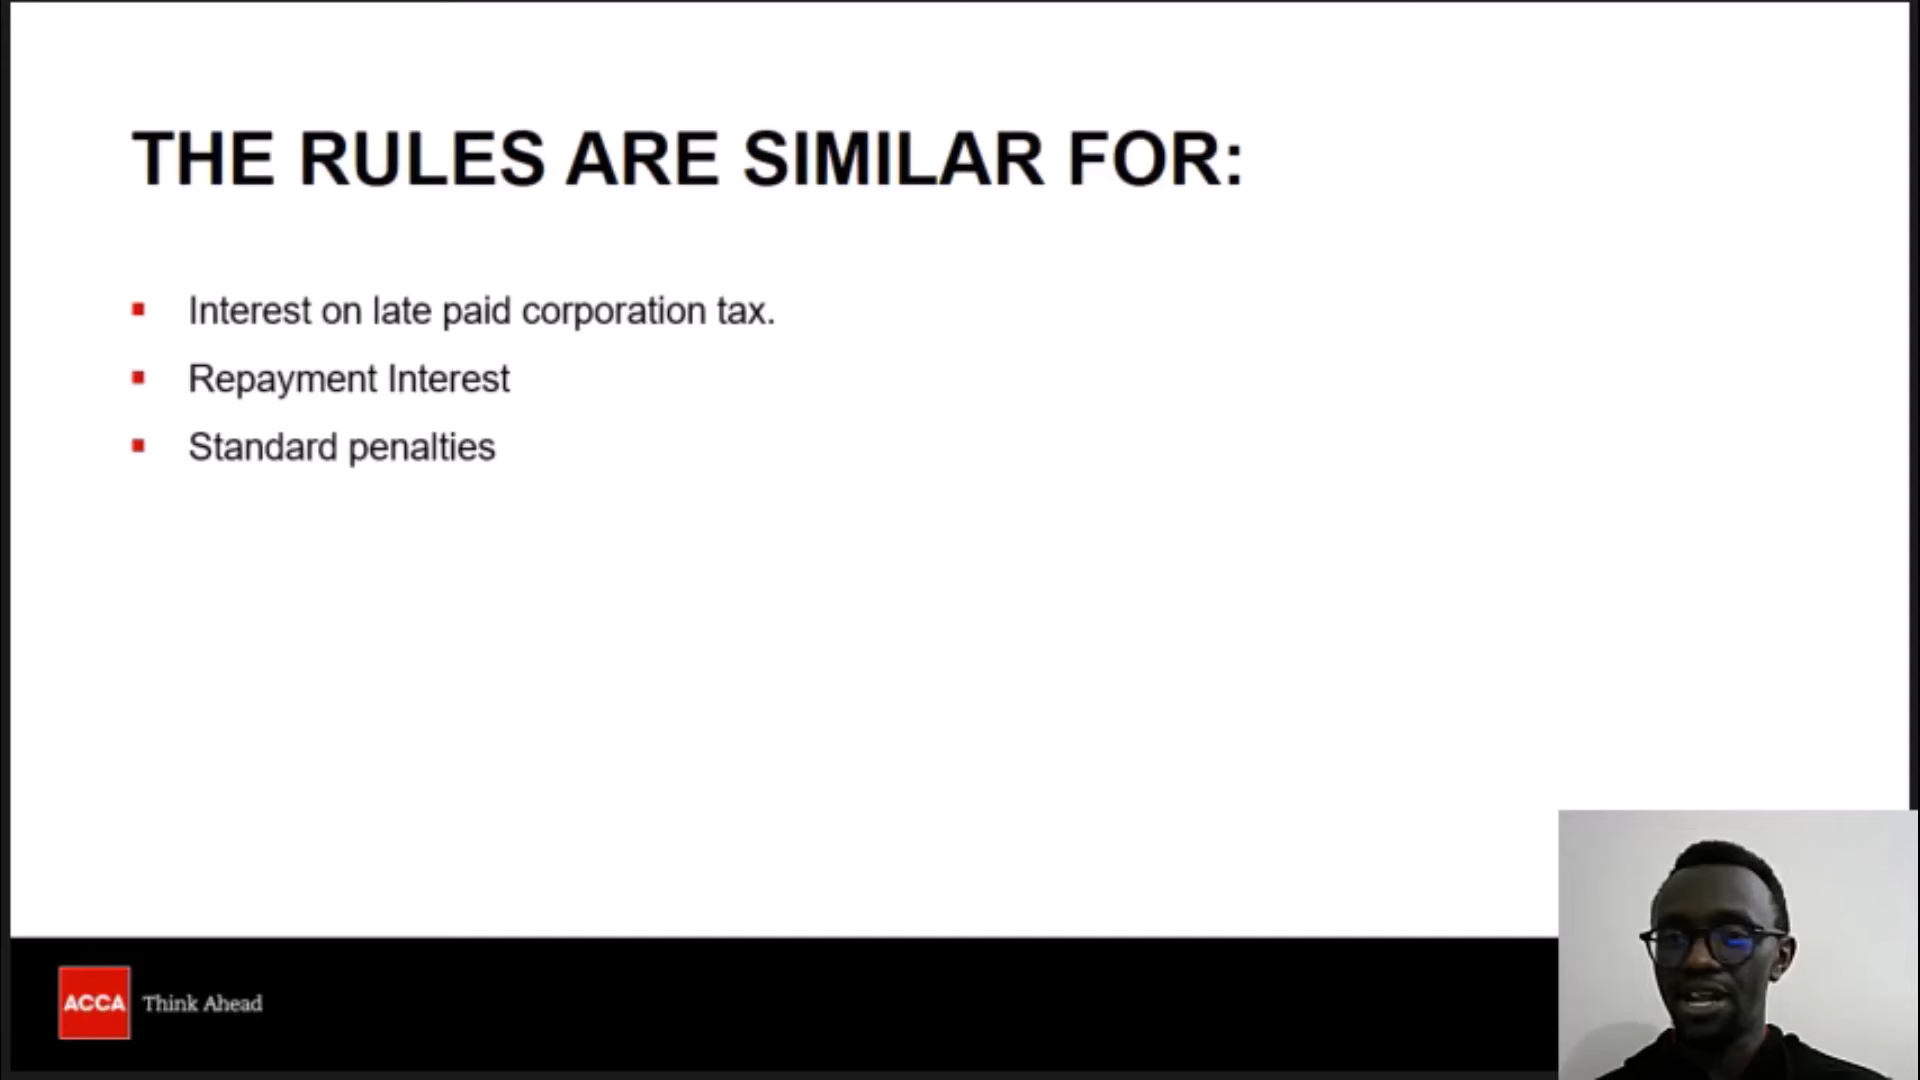 THE RULES ARE SIMILAR FOR:
Interest on late paid corporation tax.
Repayment Interest
Standard penalties
ACCA Think Ahead